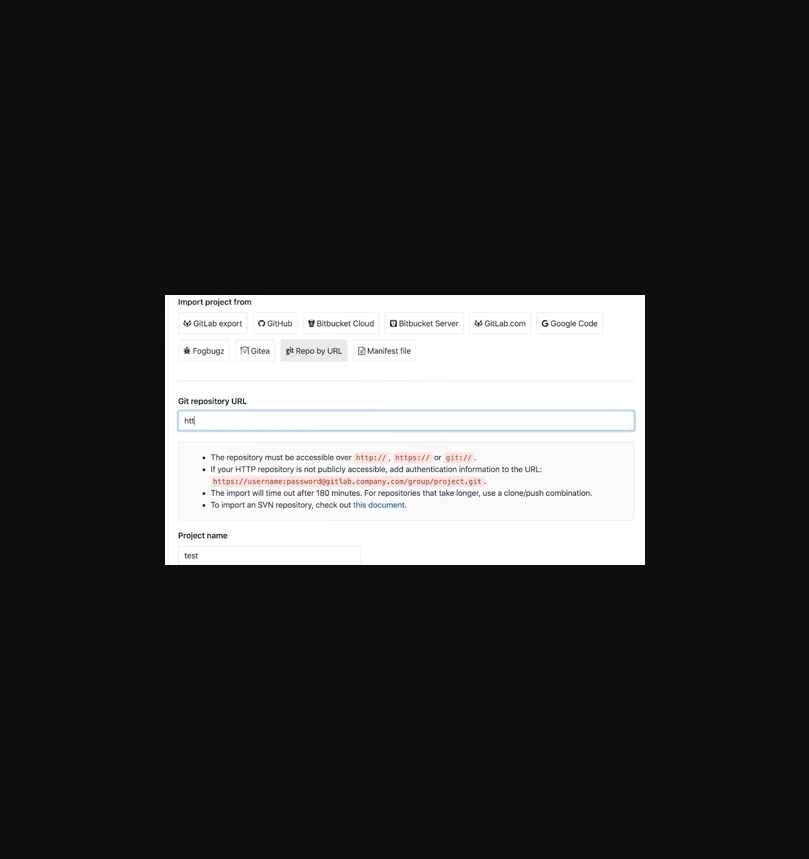 Import project from
GitLab export GitHub Bitbucket Cloud Bitbucket Server GitLab.com Google Code
Fogbugz Gitea git Repo by URL Manifest file
Git repository URL
htt
The repository must be accessible over http://, https:// or git://.
If your HTTP repository is not publicly accessible, add authentication information to the URL:
https://username:password@gitlab.company.com/group/project.git.
The import will time out after 180 minutes. For repositories that take longer, use a clone/push combination.
To import an SVN repository, check out this document.
Project name
test